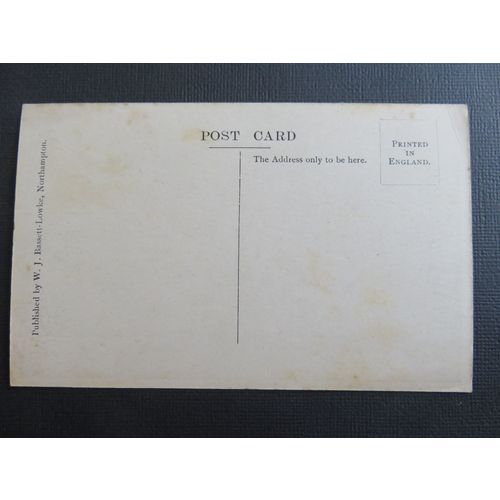 POST CARD
The Address only to be here.
PRINTED
IN
ENGLAND.
Published by W. J. Bassett-Lowke, Northampton.